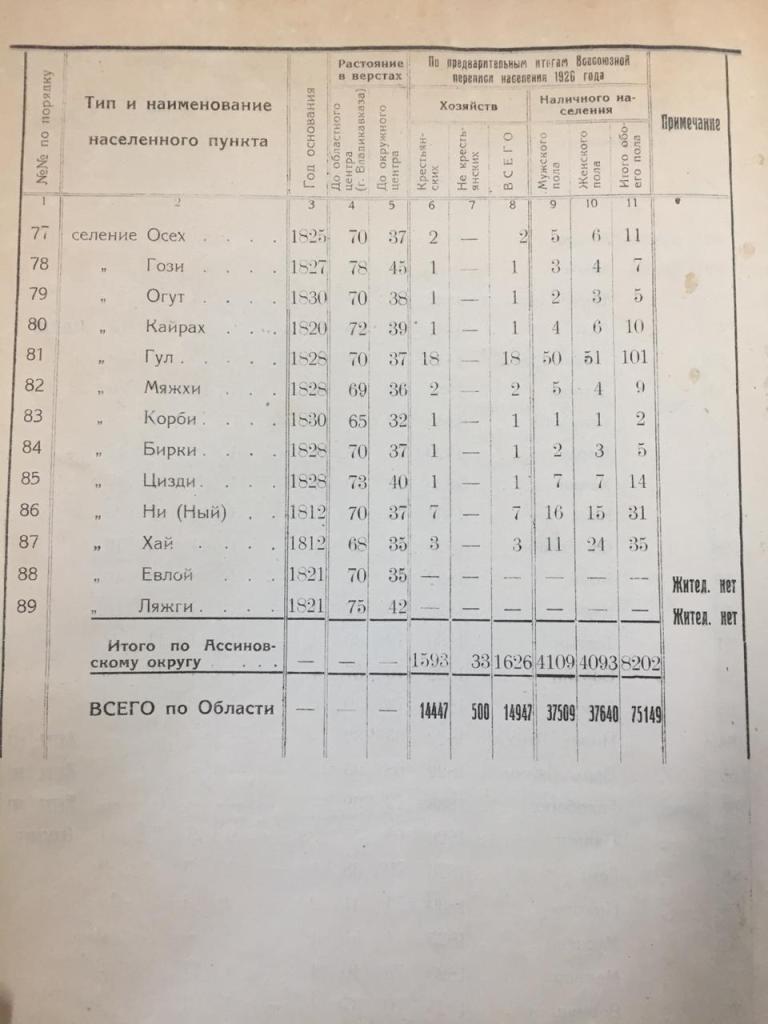 №№ по порядку
Тип и наименование
населенного пункта
Год основания
Растояние
в верстах
До областного
центра
(г. Владикавказа)
До окружного
центра
По предварительным итогам Всесоюзной
переписи населения 1926 года
Хозяйств
Крестьян-
ских
Не кресть-
янских
ВСЕГО
Наличного на-
селения
Мужского
пола
Женского
пола
Итого обо-
его пола
Примечание
1 2 3 4 5 6 7 8 9 10 11
77 селение Осех . . . . 1825 70 37 2 — 2 5 6 11
78 „ Гози . . . . 1827 78 45 1 — 1 3 4 7
79 „ Огут . . . . 1830 70 38 1 — 1 2 3 5
80 „ Кайрах . . . . 1820 72 39 1 — 1 4 6 10
81 „ Гул . . . . . 1828 70 37 18 — 18 50 51 101
82 „ Мяжхи . . . . 1828 69 36 2 — 2 5 4 9
83 „ Корби . . . . 1830 65 32 1 — 1 1 1 2
84 „ Бирки . . . . 1828 70 37 1 — 1 2 3 5
85 „ Цизди . . . . 1828 73 40 1 — 1 7 7 14
86 „ Ни (Ный) . . 1812 70 37 7 — 7 16 15 31
87 „ Хай . . . . 1812 68 35 3 — 3 11 24 35
88 „ Евлой . . . 1821 70 35 — — — — — — Жител. нет
89 „ Ляжги . . . . 1821 75 42 — — — — — — Жител. нет
Итого по Ассинов-
скому округу . . . — — — 1593 33 1626 4109 4093 8202
ВСЕГО по Области — — — 14447 500 14947 37509 37640 75149